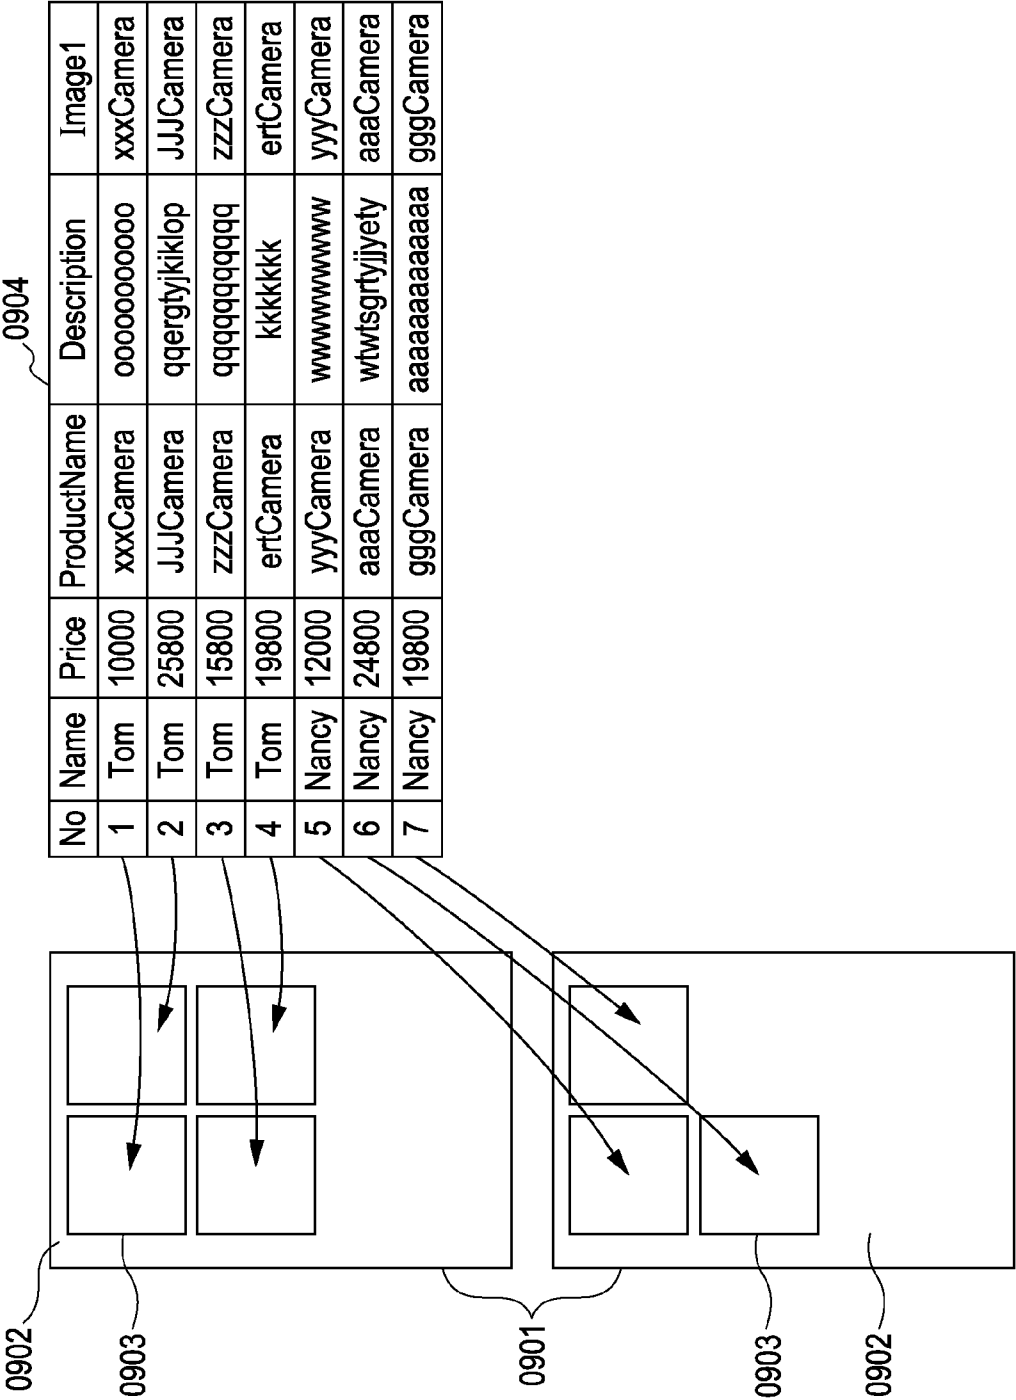 0904
No Name Price ProductName Description Image1
1 Tom 10000 xxxCamera ooooooooooo xxxCamera
2 Tom 25800 JJJCamera qqergtyjkiklop JJJCamera
3 Tom 15800 zzzCamera qqqqqqqqqqq zzzCamera
4 Tom 19800 ertCamera kkkkkkk ertCamera
5 Nancy 12000 yyyCamera wwwwwwwww yyyCamera
6 Nancy 24800 aaaCamera wtwtsgrtyjjyety aaaCamera
7 Nancy 19800 gggCamera aaaaaaaaaaaaa gggCamera
0902
0903
0901
0903
0902